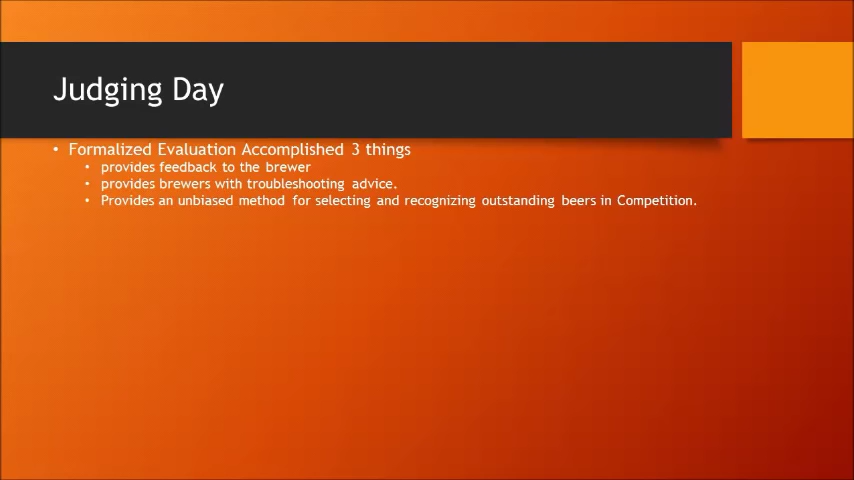 Judging Day
• Formalized Evaluation Accomplished 3 things
• provides feedback to the brewer
• provides brewers with troubleshooting advice.
• Provides an unbiased method for selecting and recognizing outstanding beers in Competition.